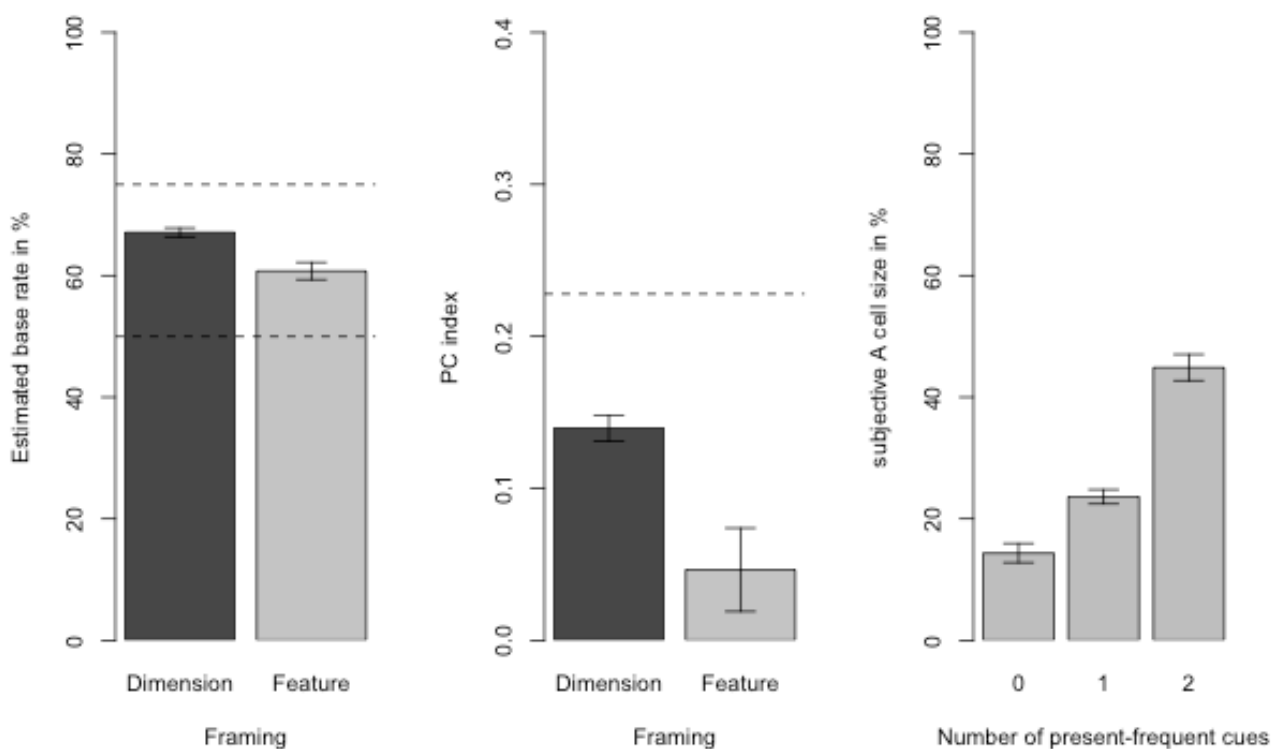 Estimated base rate in %
100
80
60
40
20
0
Dimension Feature
Framing
PC index
0.4
0.3
0.2
0.1
0.0
Dimension Feature
Framing
subjective A cell size in %
100
80
60
40
20
0
0 1 2
Number of present-frequent cues